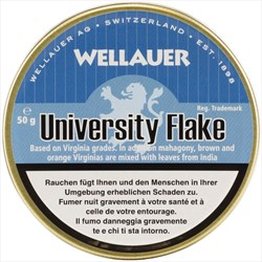 WELLAUER AG • SWITZERLAND • EST. 1898
WELLAUER
Reg. Trademark
50 g
University Flake
Based on Virginia grades. In addition mahogany, brown and
orange Virginias are mixed with leaves from India
Rauchen fügt Ihnen und den Menschen in Ihrer
Umgebung erheblichen Schaden zu.
Fumer nuit gravement à votre santé et à
celle de votre entourage.
Il fumo danneggia gravemente
te e chi ti sta intorno